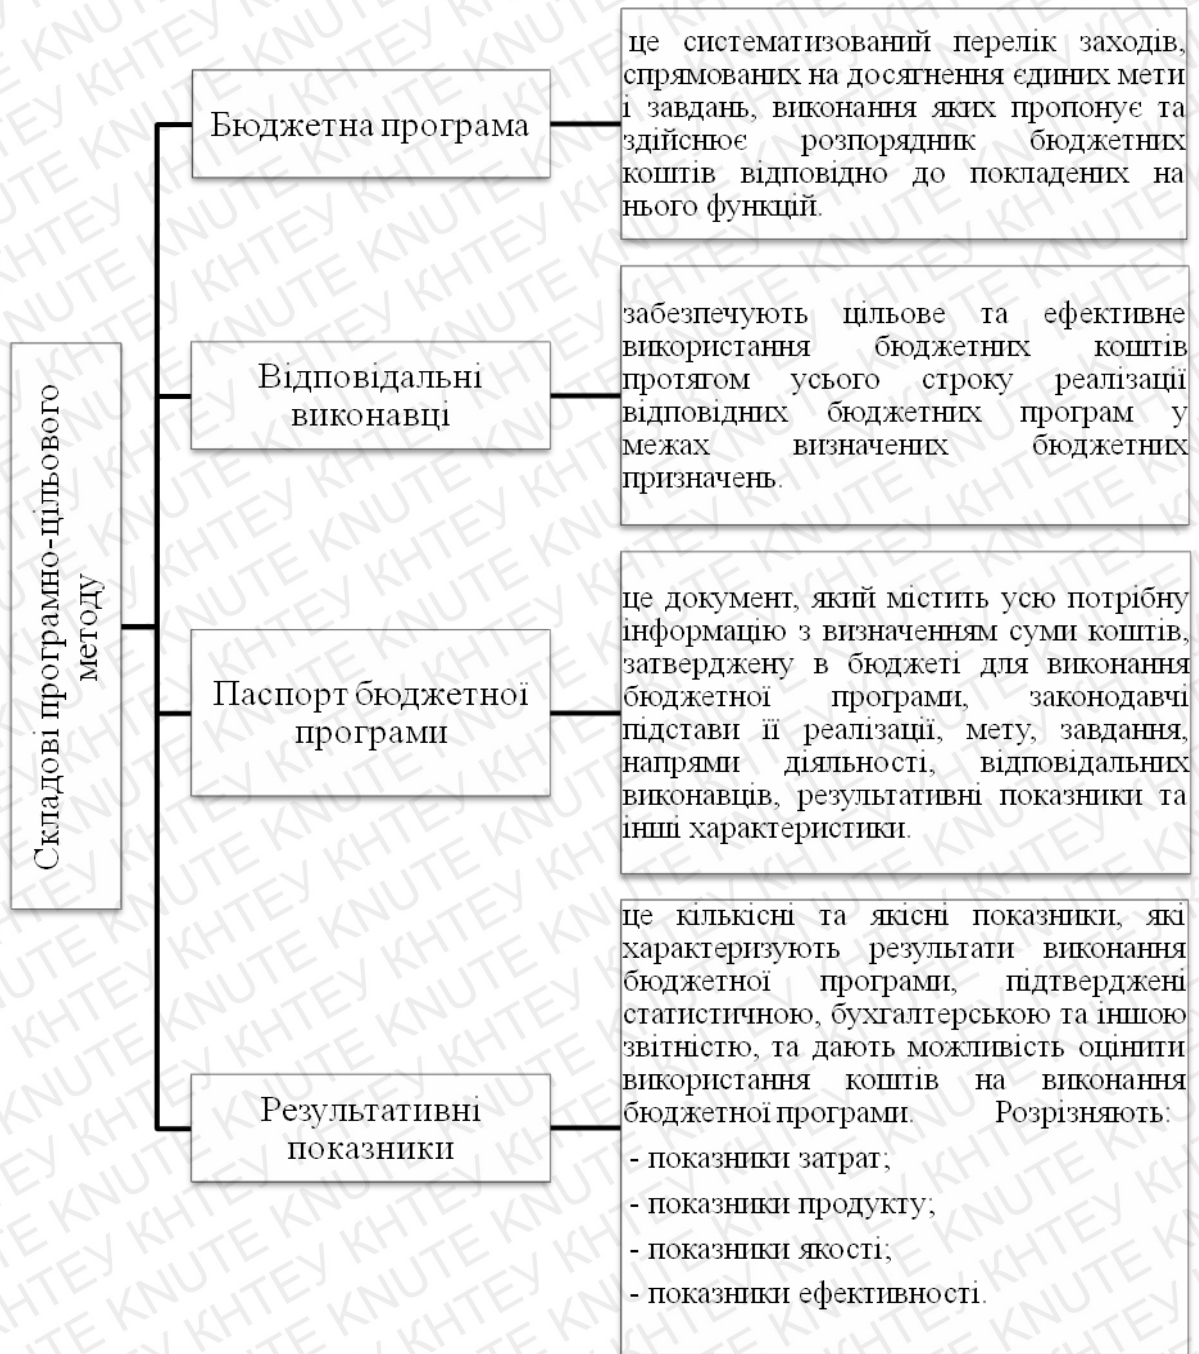 Складові програмно-цільового
методу
Бюджетна програма
це систематизований перелік заходів,
спрямованих на досягнення єдиних мети
і завдань, виконання яких пропонує та
здійснює розпорядник бюджетних
коштів відповідно до покладених на
нього функцій.
Відповідальні
виконавці
забезпечують цільове та ефективне
використання бюджетних коштів
протягом усього строку реалізації
відповідних бюджетних програм у
межах визначених бюджетних
призначень.
Паспорт бюджетної
програми
це документ, який містить усю потрібну
інформацію з визначенням суми коштів,
затверджену в бюджеті для виконання
бюджетної програми, законодавчі
підстави її реалізації, мету, завдання,
напрями діяльності, відповідальних
виконавців, результативні показники та
інші характеристики.
Результативні
показники
це кількісні та якісні показники, які
характеризують результати виконання
бюджетної програми, підтверджені
статистичною, бухгалтерською та іншою
звітністю, та дають можливість оцінити
використання коштів на виконання
бюджетної програми. Розрізняють:
- показники затрат;
- показники продукту;
- показники якості;
- показники ефективності.